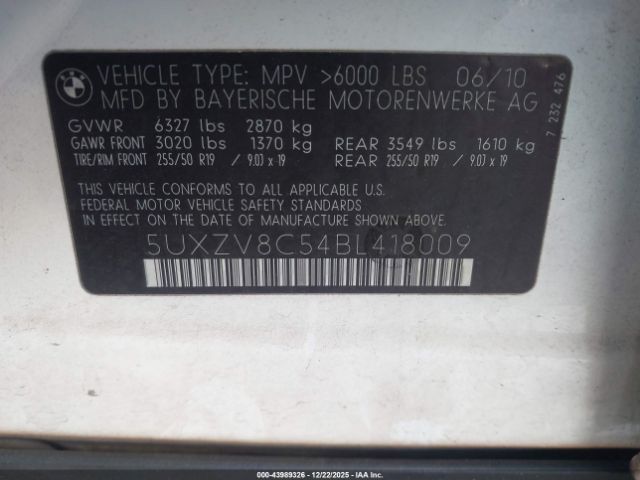 BMW
VEHICLE TYPE: MPV >6000 LBS 06/10
MFD BY BAYERISCHE MOTORENWERKE AG
7 232 476
GVWR 6327 lbs 2870 kg
GAWR FRONT 3020 lbs 1370 kg REAR 3549 lbs 1610 kg
TIRE/RIM FRONT 255/50 R19 / 9.0J x 19 REAR 255/50 R19 / 9.0J x 19
THIS VEHICLE CONFORMS TO ALL APPLICABLE U.S.
FEDERAL MOTOR VEHICLE SAFETY STANDARDS
IN EFFECT ON THE DATE OF MANUFACTURE SHOWN ABOVE.
5UXZV8C54BL418009
000-43989326 - 12/22/2025 - IAA Inc.